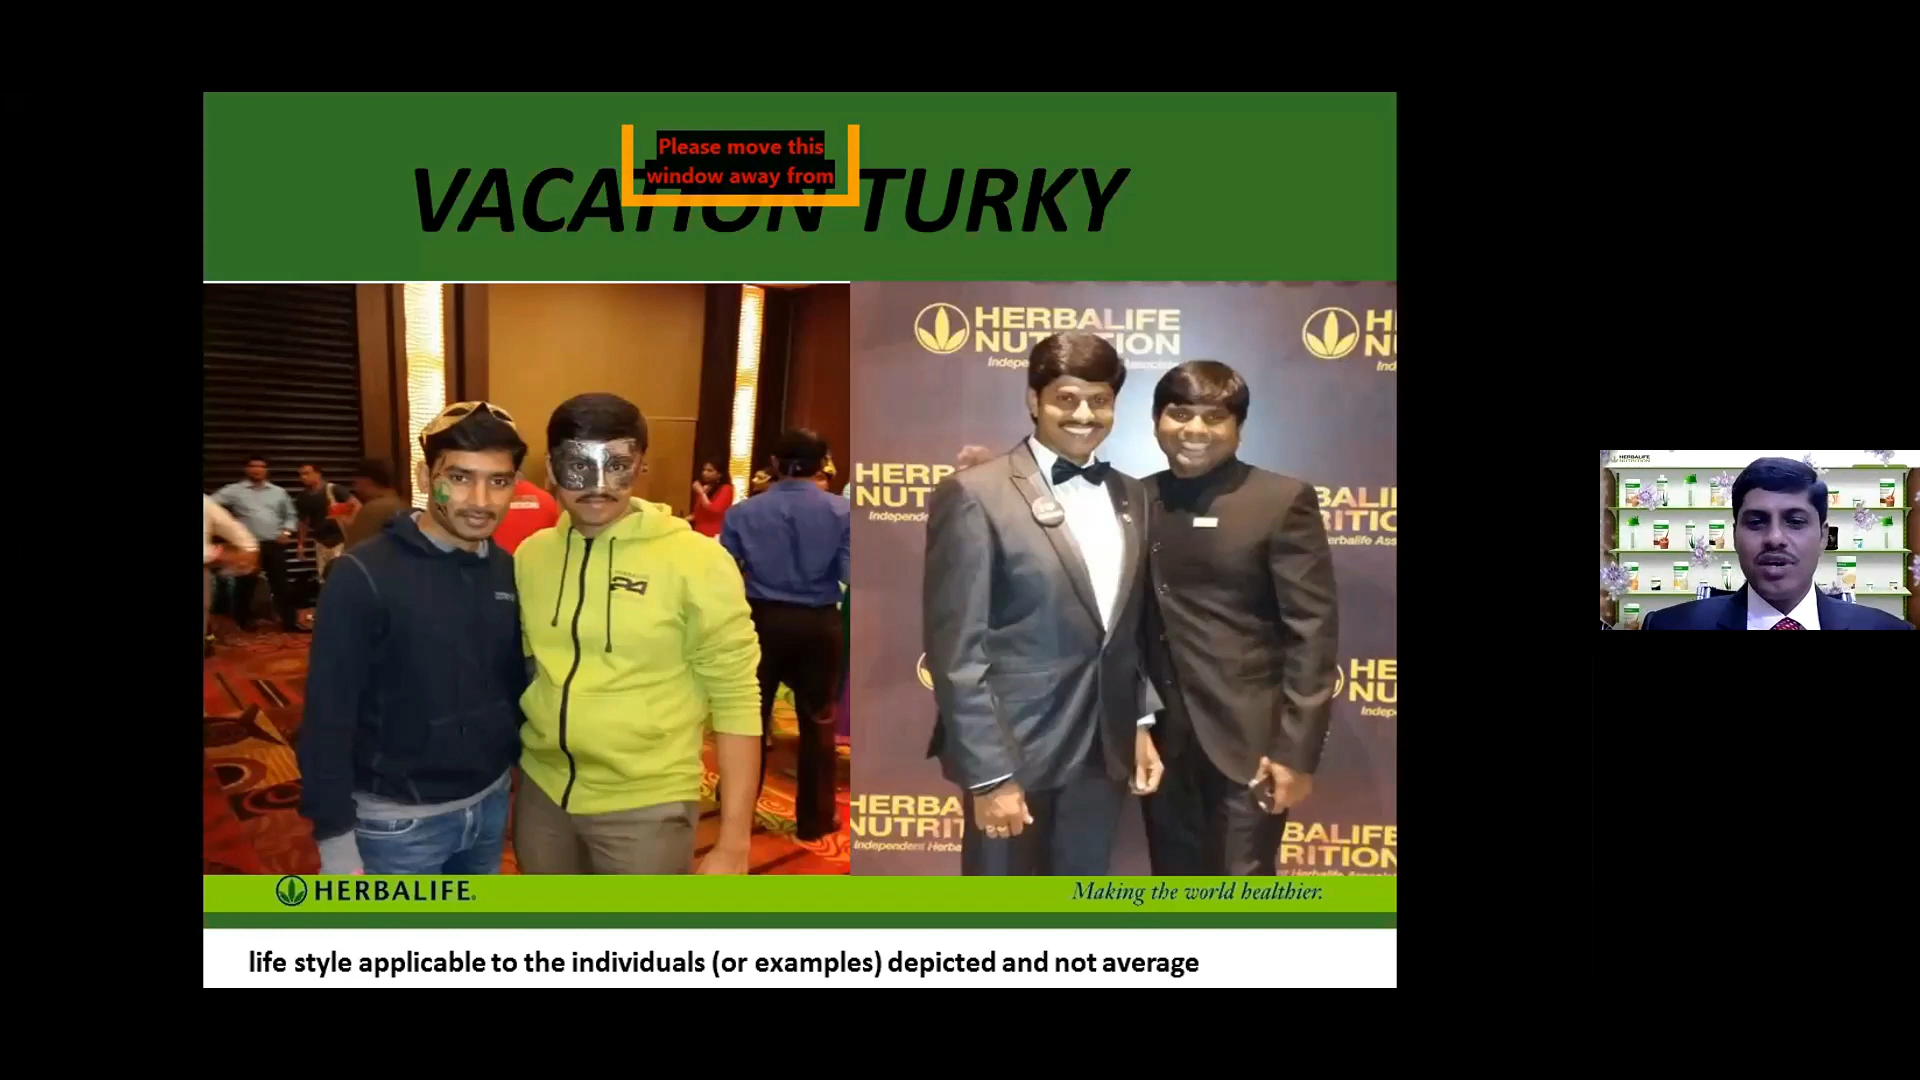 Please move this
window away from
VACATION TURKY
HERBALIFE
NUTRITION
HERBALIFE.
Making the world healthier.
life style applicable to the individuals (or examples) depicted and not average